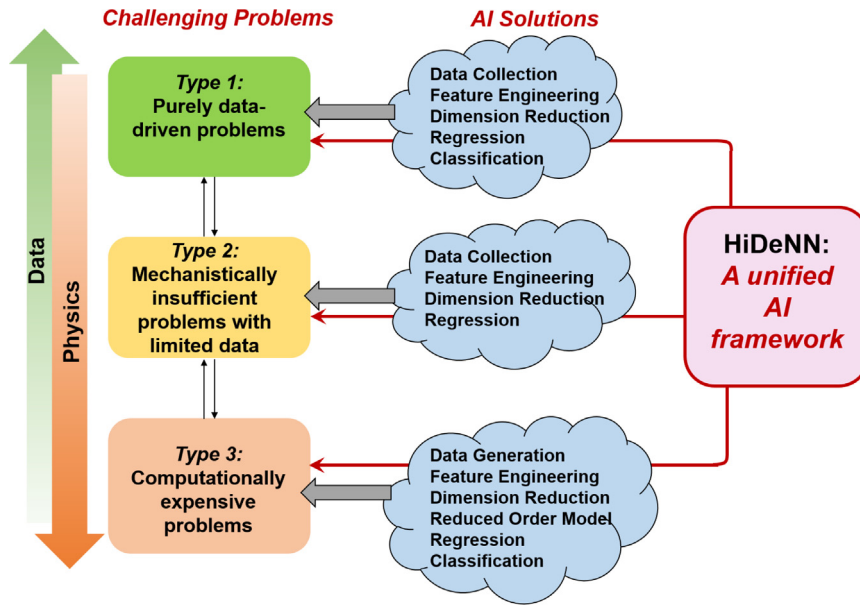 Challenging Problems
AI Solutions
Data
Physics
Type 1:
Purely data-
driven problems
Data Collection
Feature Engineering
Dimension Reduction
Regression
Classification
Type 2:
Mechanistically
insufficient
problems with
limited data
Data Collection
Feature Engineering
Dimension Reduction
Regression
HiDeNN:
A unified
AI
framework
Type 3:
Computationally
expensive
problems
Data Generation
Feature Engineering
Dimension Reduction
Reduced Order Model
Regression
Classification